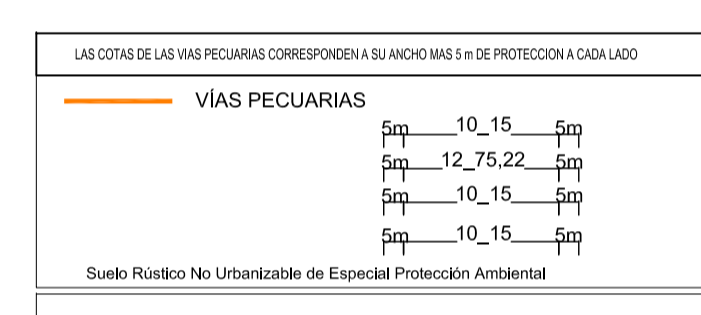 LAS COTAS DE LAS VIAS PECUARIAS CORRESPONDEN A SU ANCHO MAS 5 m DE PROTECCION A CADA LADO
VÍAS PECUARIAS
5m 10_15 5m
5m 12_75,22 5m
5m 10_15 5m
5m 10_15 5m
Suelo Rústico No Urbanizable de Especial Protección Ambiental